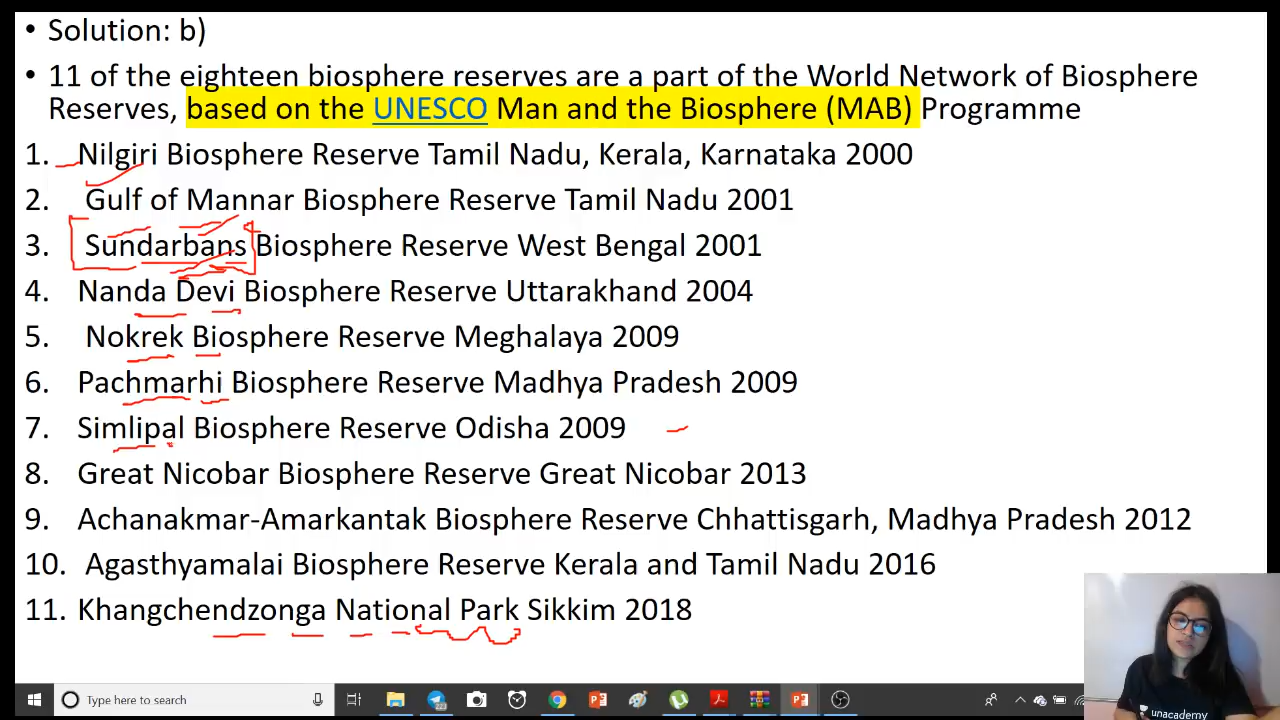 • Solution: b)
• 11 of the eighteen biosphere reserves are a part of the World Network of Biosphere
Reserves, based on the UNESCO Man and the Biosphere (MAB) Programme
1. Nilgiri Biosphere Reserve Tamil Nadu, Kerala, Karnataka 2000
2. Gulf of Mannar Biosphere Reserve Tamil Nadu 2001
3. Sundarbans Biosphere Reserve West Bengal 2001
4. Nanda Devi Biosphere Reserve Uttarakhand 2004
5. Nokrek Biosphere Reserve Meghalaya 2009
6. Pachmarhi Biosphere Reserve Madhya Pradesh 2009
7. Simlipal Biosphere Reserve Odisha 2009
8. Great Nicobar Biosphere Reserve Great Nicobar 2013
9. Achanakmar-Amarkantak Biosphere Reserve Chhattisgarh, Madhya Pradesh 2012
10. Agasthyamalai Biosphere Reserve Kerala and Tamil Nadu 2016
11. Khangchendzonga National Park Sikkim 2018
Type here to search
unacademy